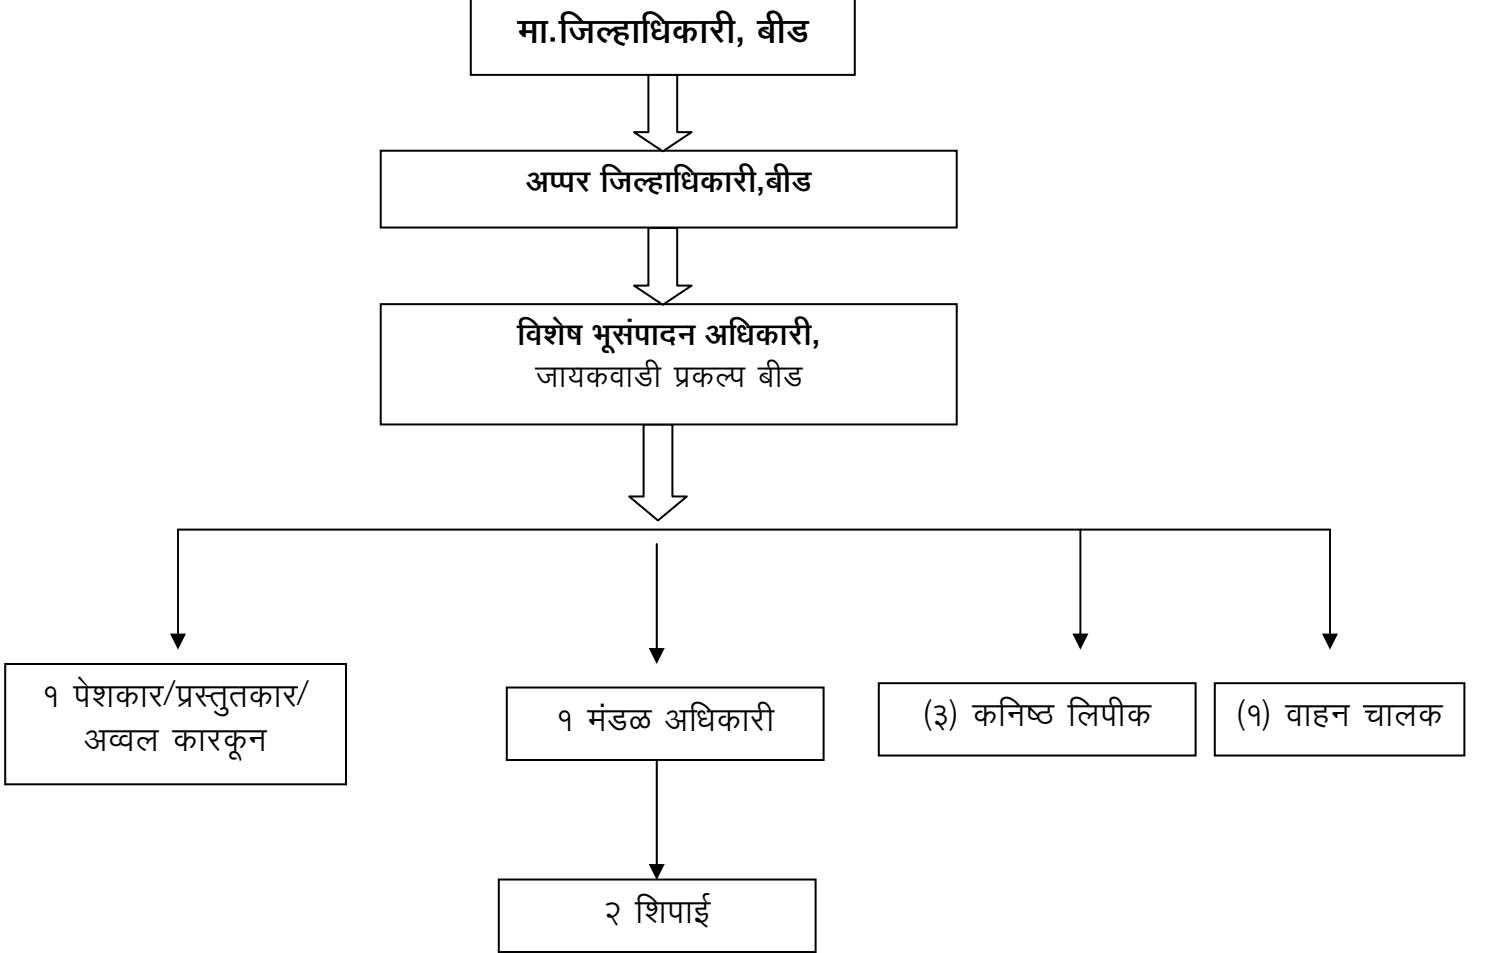 मा.जिल्हाधिकारी, बीड
अप्पर जिल्हाधिकारी,बीड
विशेष भूसंपादन अधिकारी,
जायकवाडी प्रकल्प बीड
१ पेशकार/प्रस्तुतकार/
अव्वल कारकून
१ मंडळ अधिकारी
(३) कनिष्ठ लिपीक
(१) वाहन चालक
२ शिपाई